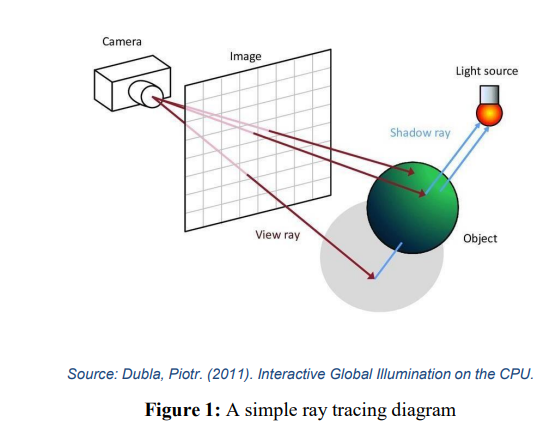 Camera
Image
Light source
Shadow ray
View ray
Object
Source: Dubla, Piotr. (2011). Interactive Global Illumination on the CPU.
Figure 1: A simple ray tracing diagram